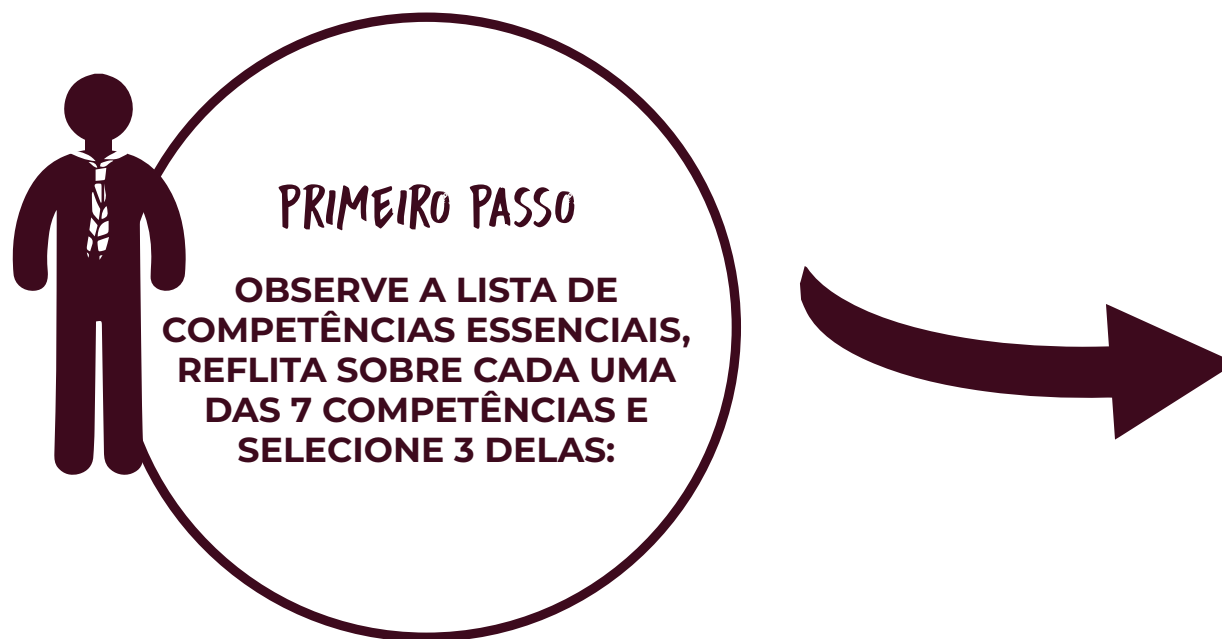 PRIMEIRO PASSO
OBSERVE A LISTA DE
COMPETÊNCIAS ESSENCIAIS,
REFLITA SOBRE CADA UMA
DAS 7 COMPETÊNCIAS E
SELECIONE 3 DELAS: